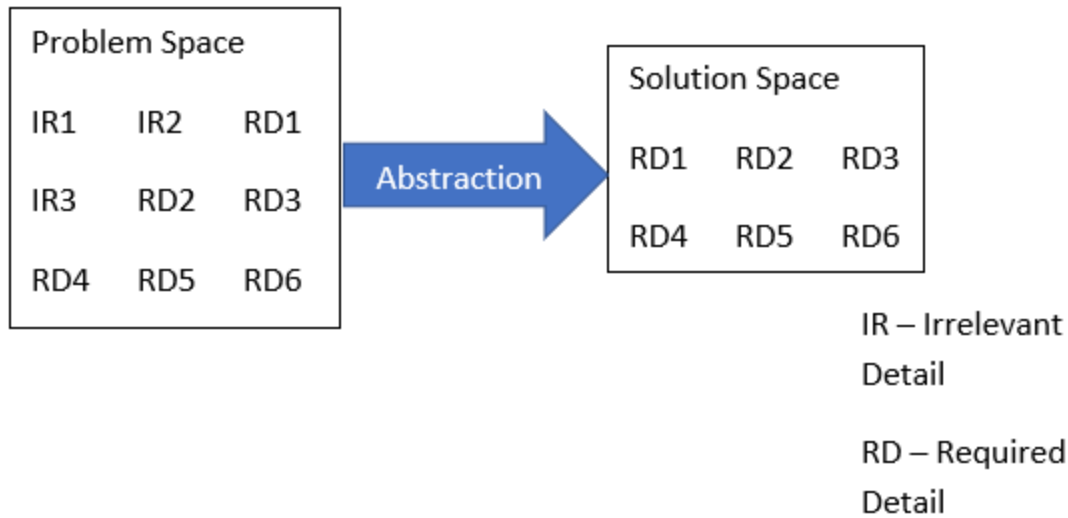 Problem Space
IR1 IR2 RD1
IR3 RD2 RD3
RD4 RD5 RD6
Abstraction
Solution Space
RD1 RD2 RD3
RD4 RD5 RD6
IR – Irrelevant
Detail
RD – Required
Detail